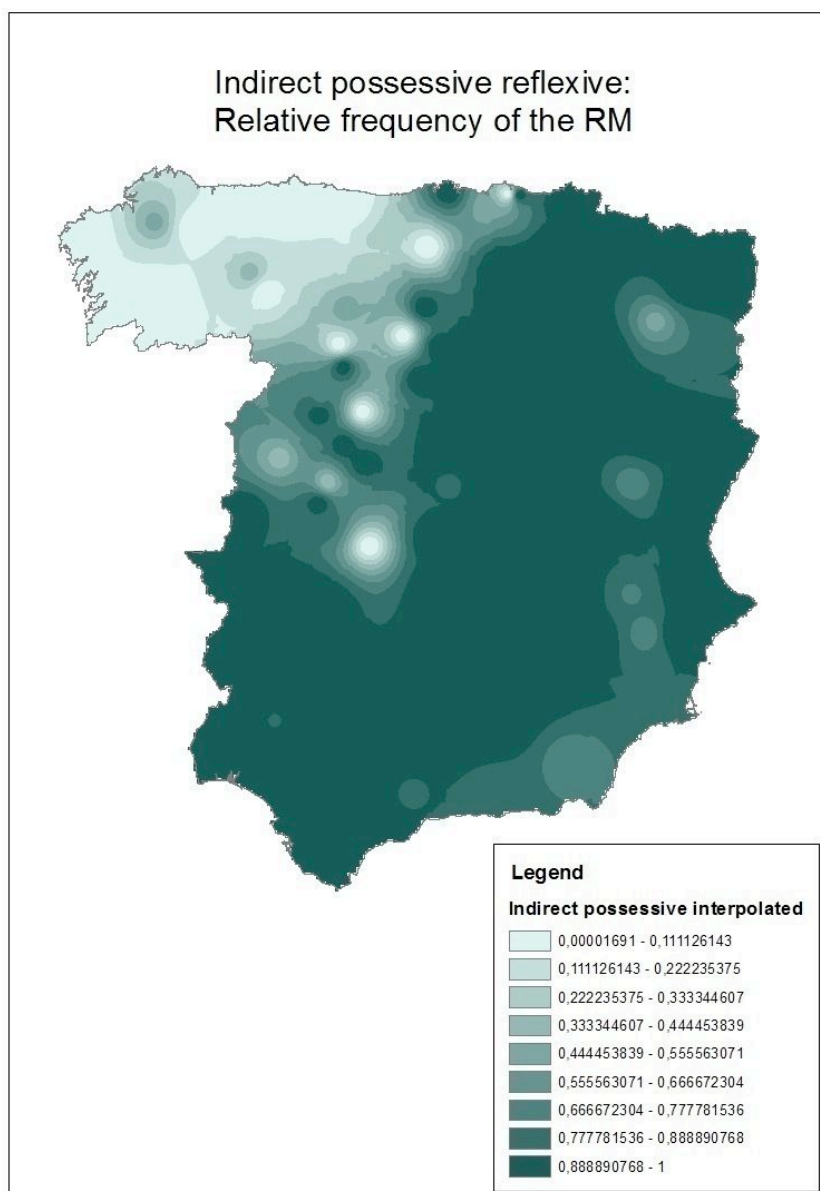 Indirect possessive reflexive:
Relative frequency of the RM
Legend
Indirect possessive interpolated
0,00001691 - 0,111126143
0,111126143 - 0,222235375
0,222235375 - 0,333344607
0,333344607 - 0,444453839
0,444453839 - 0,555563071
0,555563071 - 0,666672304
0,666672304 - 0,777781536
0,777781536 - 0,888890768
0,888890768 - 1